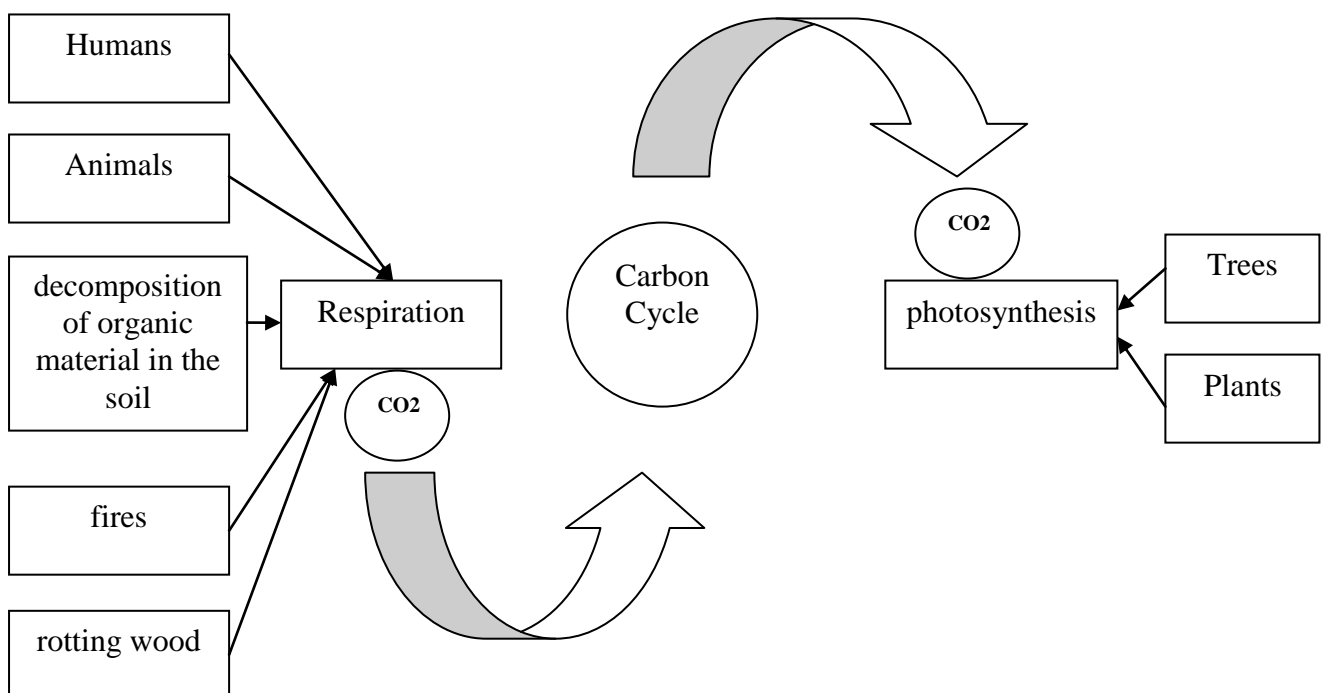 Humans
Animals
decomposition
of organic
material in the
soil
fires
rotting wood
Respiration
CO2
Carbon
Cycle
CO2
photosynthesis
Trees
Plants